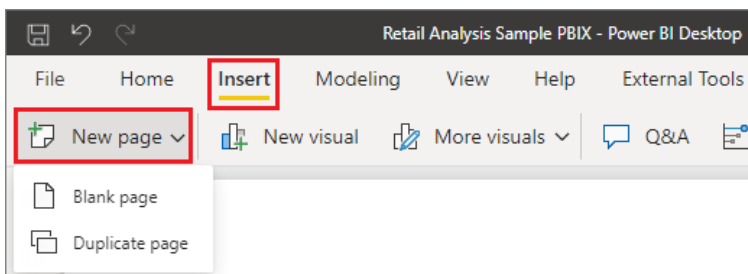 Retail Analysis Sample PBIX - Power BI Desktop
File Home Insert Modeling View Help External Tools
New page New visual More visuals Q&A
Blank page
Duplicate page